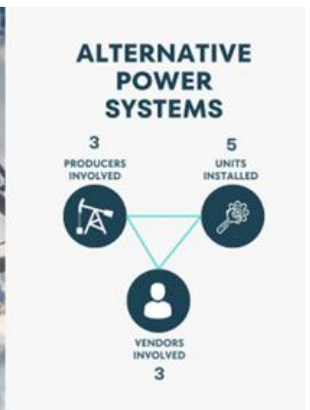 ALTERNATIVE
POWER
SYSTEMS
3
PRODUCERS
INVOLVED
5
UNITS
INSTALLED
VENDORS
INVOLVED
3